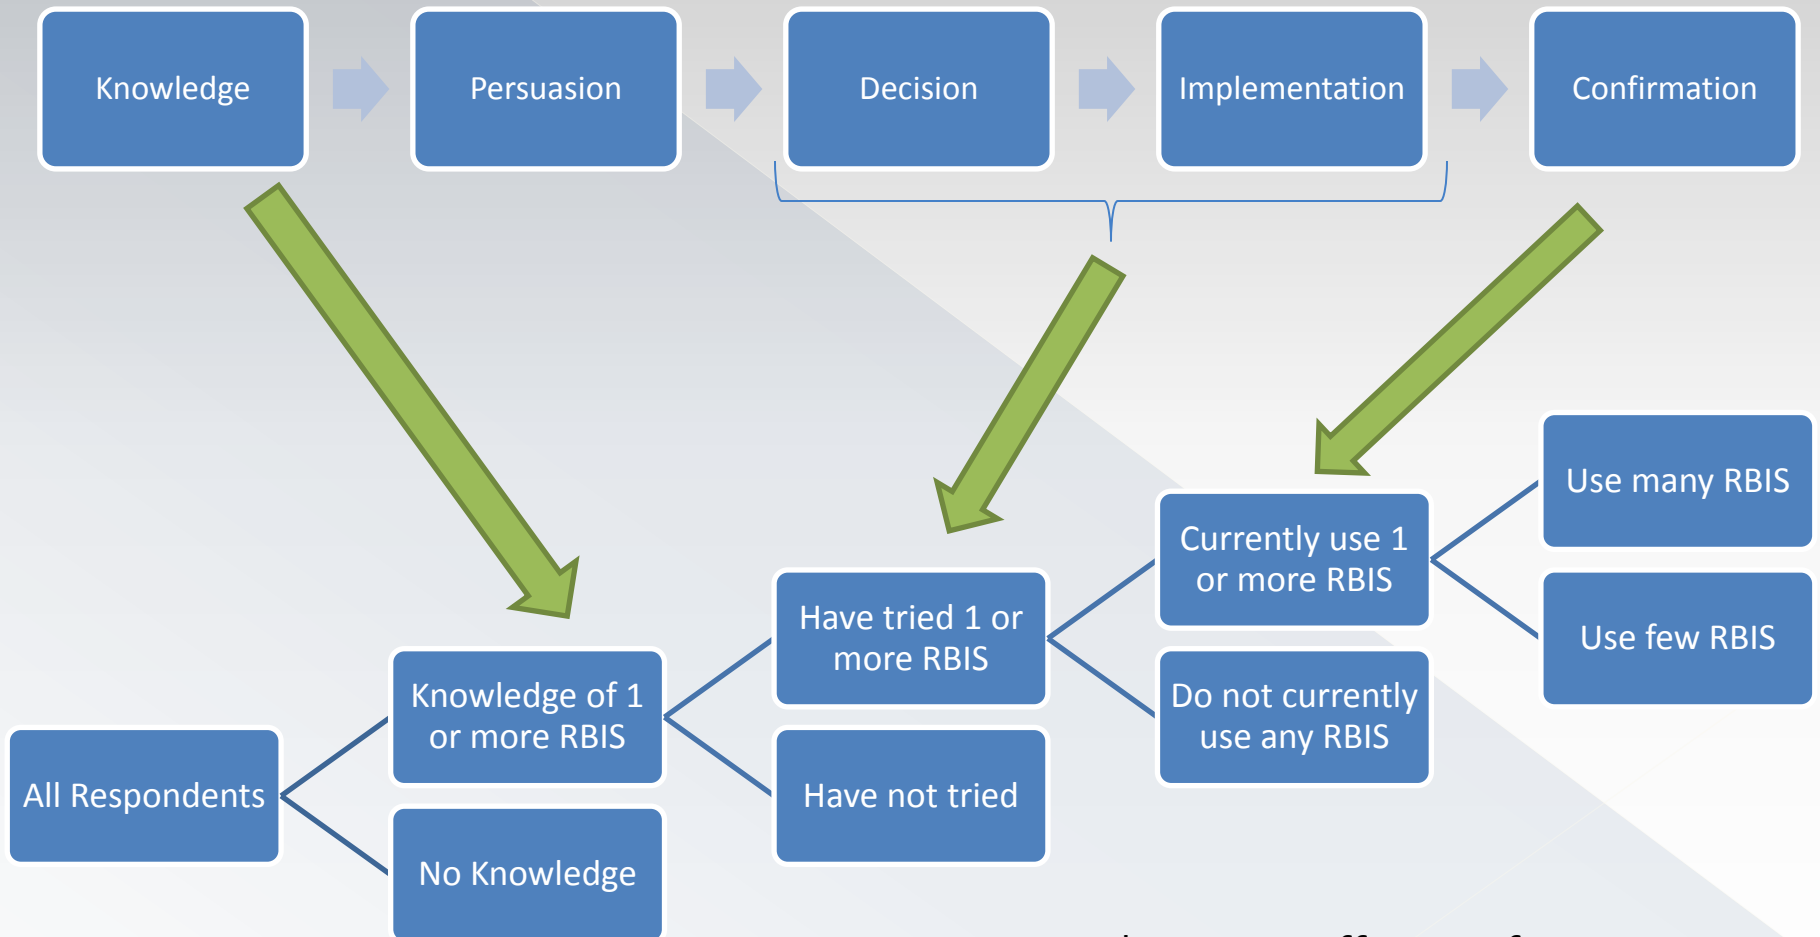 Knowledge
Persuasion
Decision
Implementation
Confirmation
Use many RBIS
Currently use 1
or more RBIS
Use few RBIS
Have tried 1 or
more RBIS
Knowledge of 1
or more RBIS
Do not currently
use any RBIS
All Respondents
Have not tried
No Knowledge